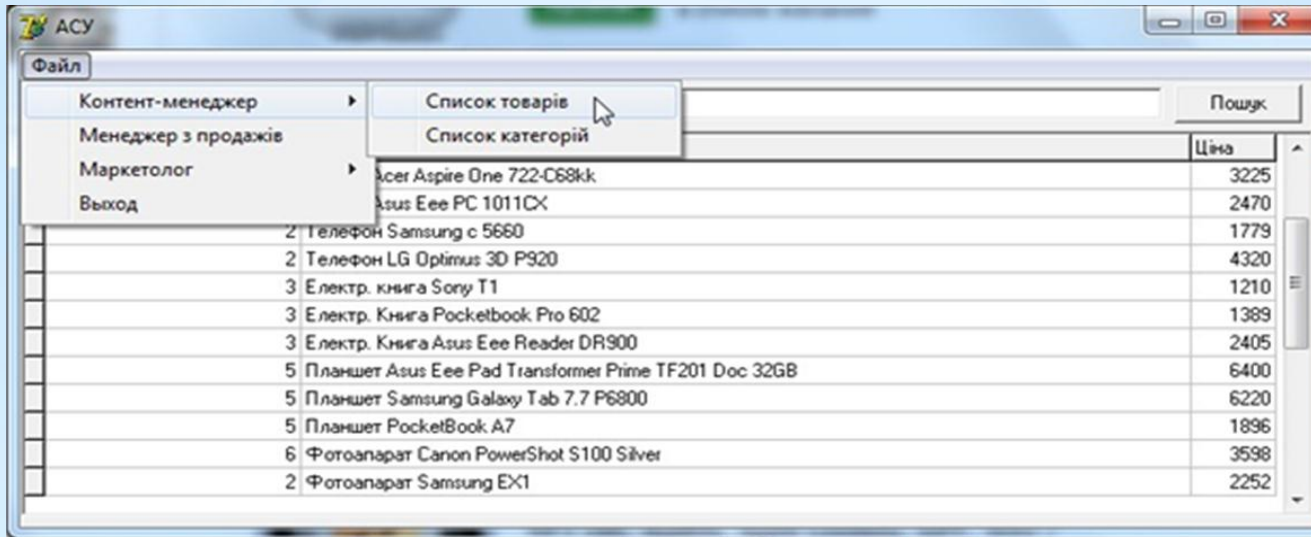 АСУ
Файл
Контент-менеджер
Список товарів
Пошук
Менеджер з продажів
Список категорій
Ціна
Маркетолог
Acer Aspire One 722-C68kk 3225
Выход
Asus Eee PC 1011CX 2470
2 Телефон Samsung c 5660 1779
2 Телефон LG Optimus 3D P920 4320
3 Електр. книга Sony T1 1210
3 Електр. Книга Pocketbook Pro 602 1389
3 Електр. Книга Asus Eee Reader DR900 2405
5 Планшет Asus Eee Pad Transformer Prime TF201 Doc 32GB 6400
5 Планшет Samsung Galaxy Tab 7.7 P6800 6220
5 Планшет PocketBook A7 1896
6 Фотоапарат Canon PowerShot S100 Silver 3598
2 Фотоапарат Samsung EX1 2252